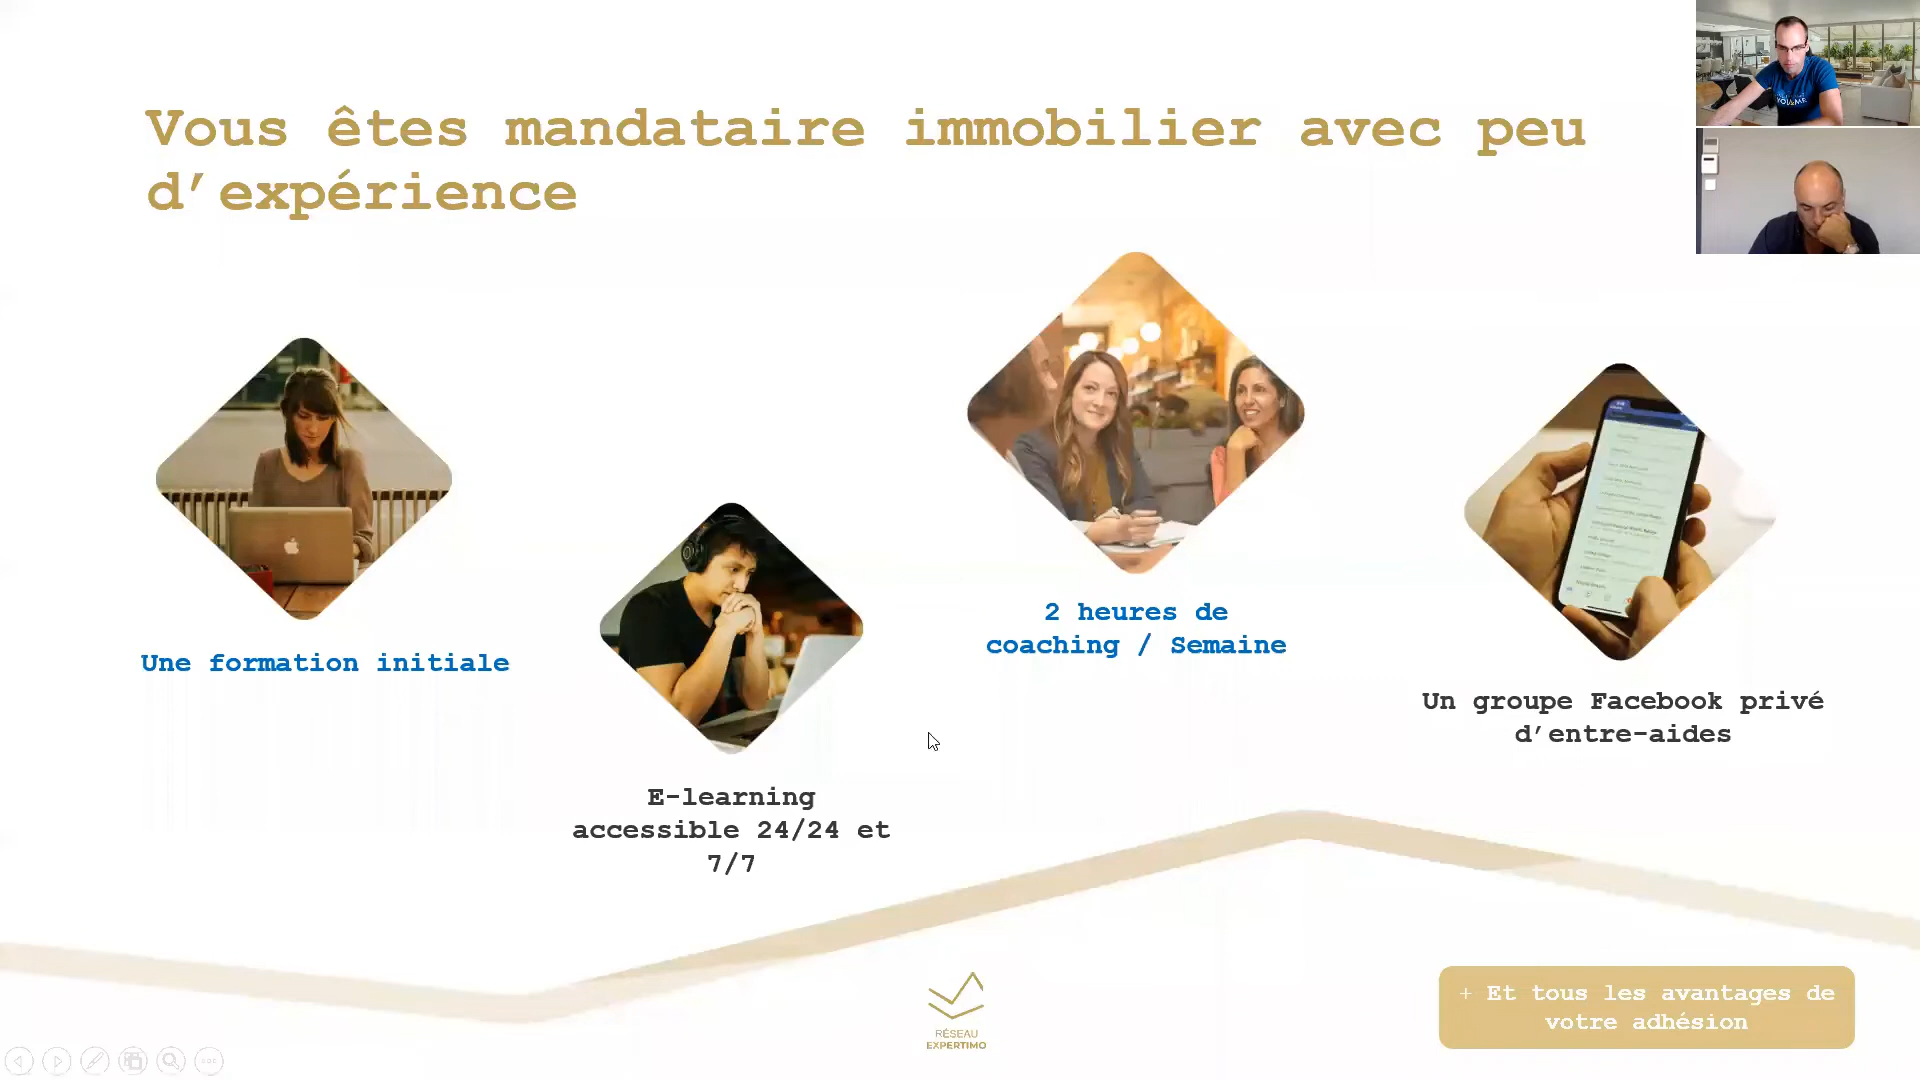 Vous êtes mandataire immobilier avec peu
d’expérience
Une formation initiale
E-learning
accessible 24/24 et
7/7
2 heures de
coaching / Semaine
Un groupe Facebook privé
d’entre-aides
+ Et tous les avantages de
votre adhésion
RÉSEAU
EXPERTIMO